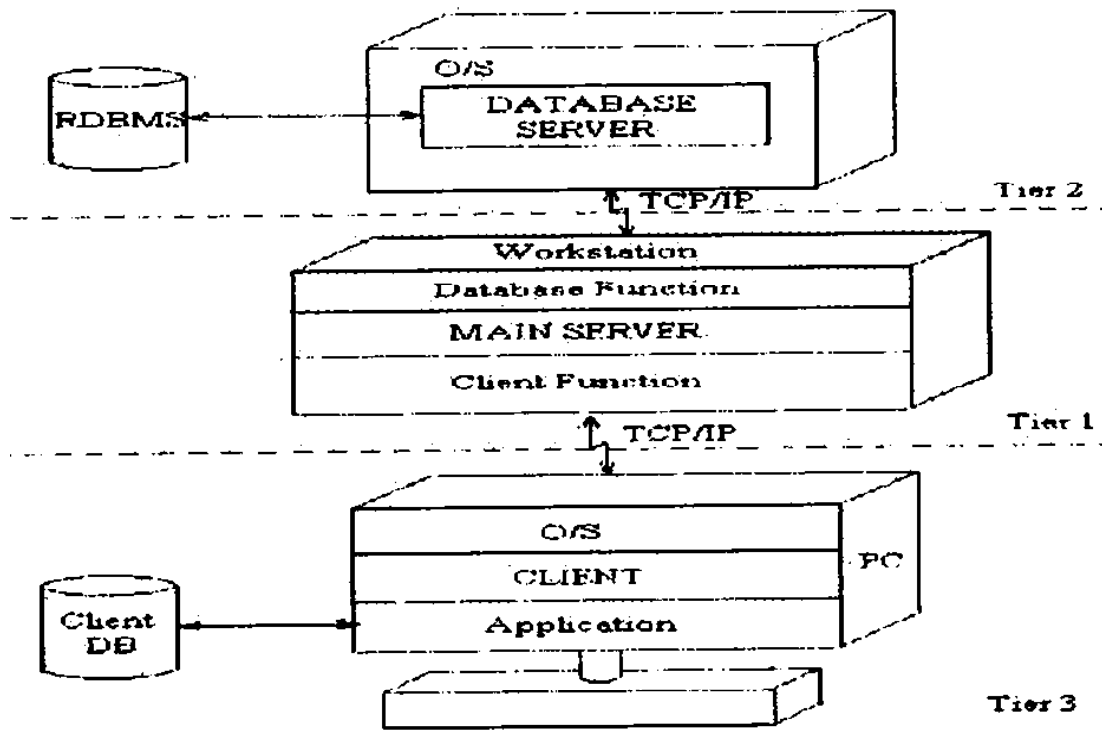 O/S
RDBMS
DATABASE
SERVER
TCP/IP
Tier 2
Workstation
Database Function
MAIN SERVER
Client Function
TCP/IP
Tier 1
O/S
PC
CLIENT
Client
DB
Application
Tier 3